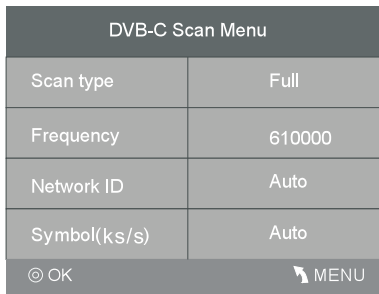 DVB-C Scan Menu
Scan type Full
Frequency 610000
Network ID Auto
Symbol(ks/s) Auto
OK MENU